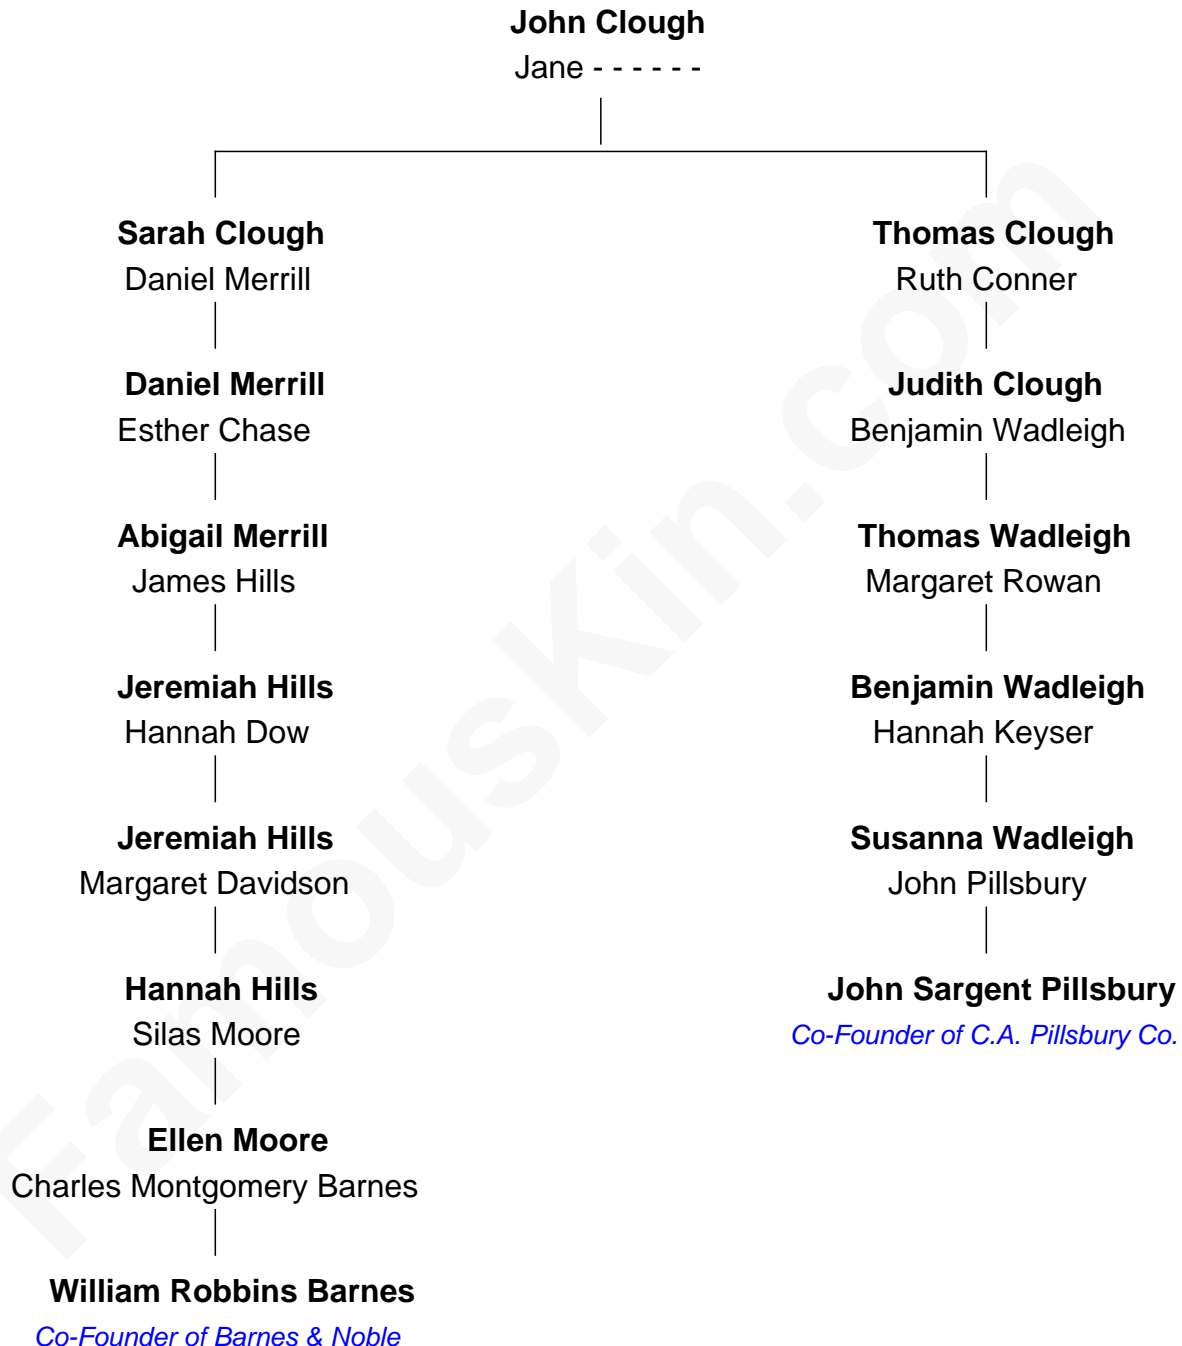 John Clough
Jane - - - - - -
Sarah Clough
Daniel Merrill
Thomas Clough
Ruth Conner
Daniel Merrill
Esther Chase
Judith Clough
Benjamin Wadleigh
Abigail Merrill
James Hills
Thomas Wadleigh
Margaret Rowan
Jeremiah Hills
Hannah Dow
Benjamin Wadleigh
Hannah Keyser
Jeremiah Hills
Margaret Davidson
Susanna Wadleigh
John Pillsbury
Hannah Hills
Silas Moore
John Sargent Pillsbury
Co-Founder of C.A. Pillsbury Co.
Ellen Moore
Charles Montgomery Barnes
William Robbins Barnes
Co-Founder of Barnes & Noble
FamousKin.com